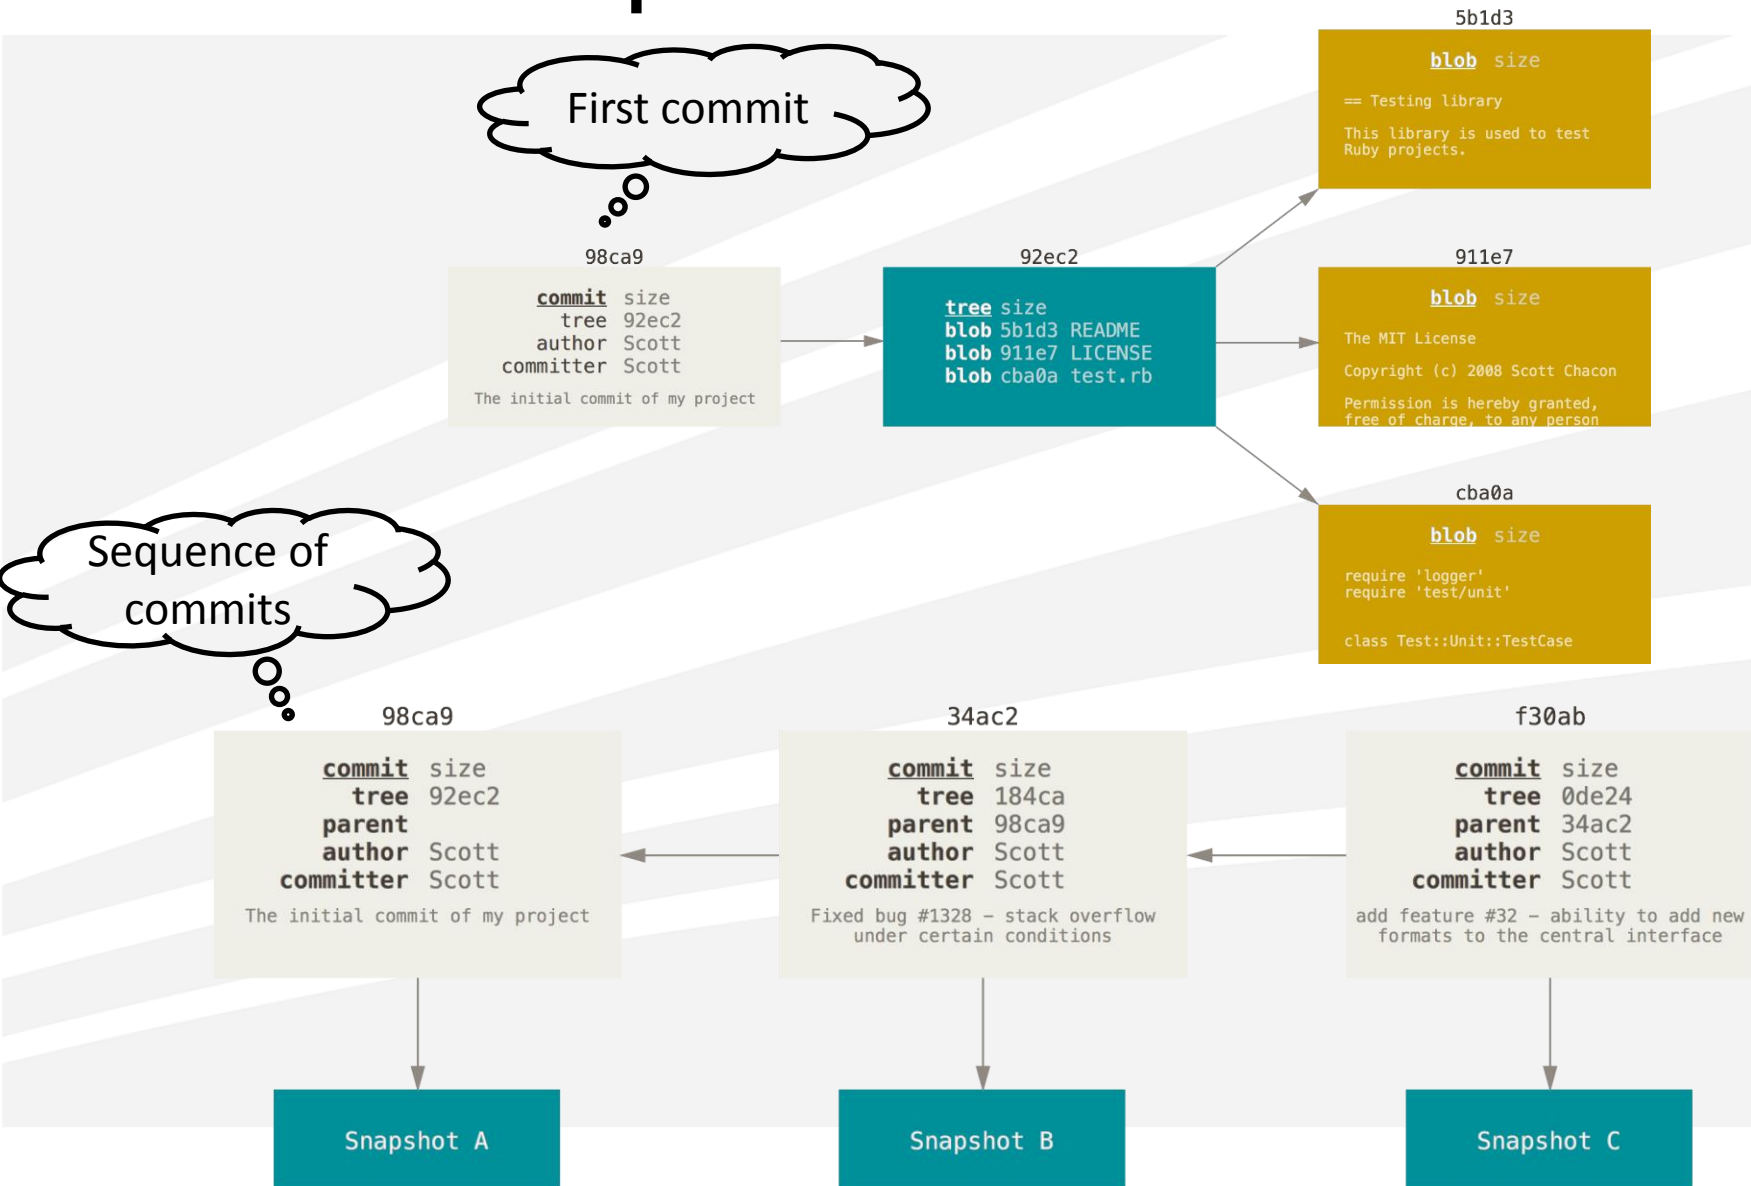 First commit
5b1d3
blob size
== Testing library
This library is used to test
Ruby projects.
98ca9
commit size
tree 92ec2
author Scott
committer Scott
The initial commit of my project
92ec2
tree size
blob 5b1d3 README
blob 911e7 LICENSE
blob cba0a test.rb
911e7
blob size
The MIT License
Copyright (c) 2008 Scott Chacon
Permission is hereby granted,
free of charge, to any person
cba0a
blob size
require 'logger'
require 'test/unit'
class Test::Unit::TestCase
Sequence of
commits
98ca9
commit size
tree 92ec2
parent
author Scott
committer Scott
The initial commit of my project
34ac2
commit size
tree 184ca
parent 98ca9
author Scott
committer Scott
Fixed bug #1328 – stack overflow
under certain conditions
f30ab
commit size
tree 0de24
parent 34ac2
author Scott
committer Scott
add feature #32 – ability to add new
formats to the central interface
Snapshot A
Snapshot B
Snapshot C